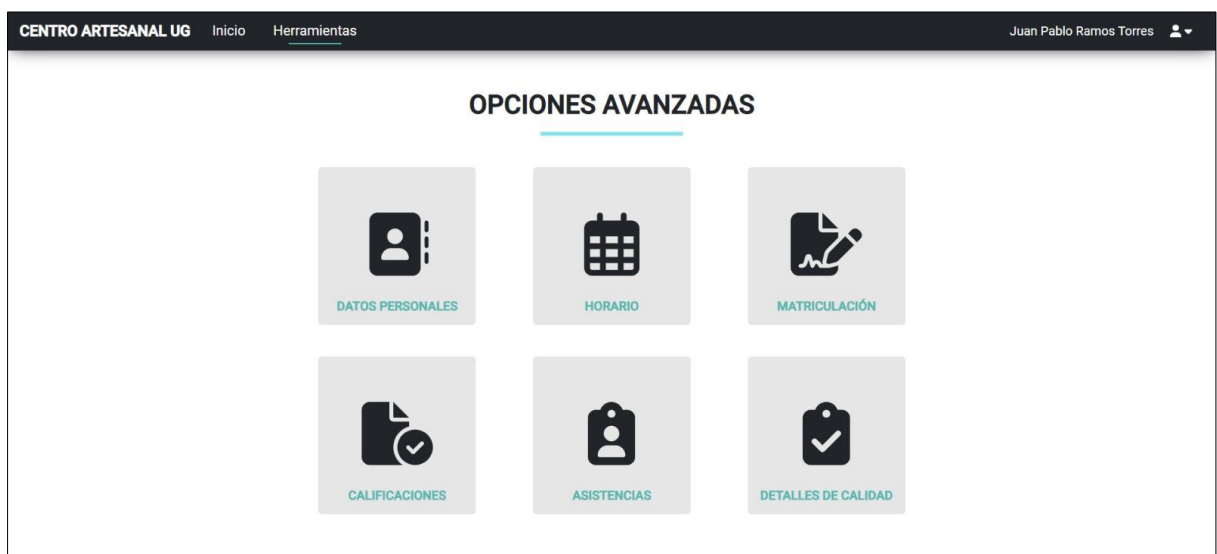 CENTRO ARTESANAL UG Inicio Herramientas Juan Pablo Ramos Torres
OPCIONES AVANZADAS
DATOS PERSONALES HORARIO MATRICULACIÓN
CALIFICACIONES ASISTENCIAS DETALLES DE CALIDAD